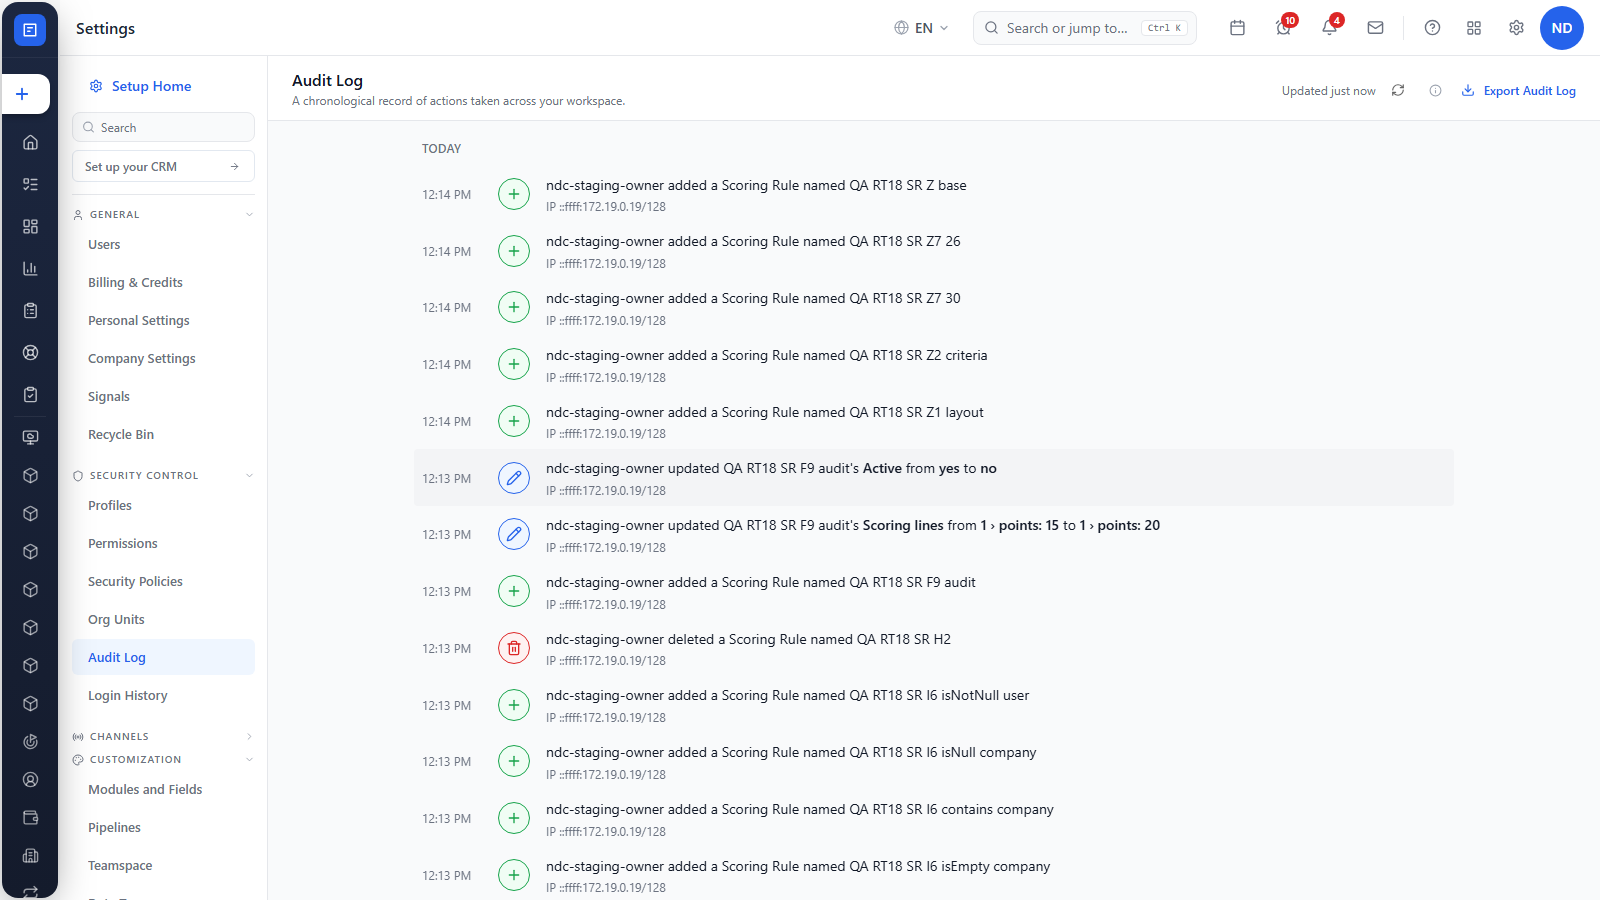 Settings
EN
Search or jump to...
Ctrl K
10
4
ND
Setup Home
Search
Set up your CRM
GENERAL
Users
Billing & Credits
Personal Settings
Company Settings
Signals
Recycle Bin
SECURITY CONTROL
Profiles
Permissions
Security Policies
Org Units
Audit Log
Login History
CHANNELS
CUSTOMIZATION
Modules and Fields
Pipelines
Teamspace
Audit Log
A chronological record of actions taken across your workspace.
Updated just now
Export Audit Log
TODAY
12:14 PM
ndc-staging-owner added a Scoring Rule named QA RT18 SR Z base
IP ::ffff:172.19.0.19/128
12:14 PM
ndc-staging-owner added a Scoring Rule named QA RT18 SR Z7 26
IP ::ffff:172.19.0.19/128
12:14 PM
ndc-staging-owner added a Scoring Rule named QA RT18 SR Z7 30
IP ::ffff:172.19.0.19/128
12:14 PM
ndc-staging-owner added a Scoring Rule named QA RT18 SR Z2 criteria
IP ::ffff:172.19.0.19/128
12:14 PM
ndc-staging-owner added a Scoring Rule named QA RT18 SR Z1 layout
IP ::ffff:172.19.0.19/128
12:13 PM
ndc-staging-owner updated QA RT18 SR F9 audit's Active from yes to no
IP ::ffff:172.19.0.19/128
12:13 PM
ndc-staging-owner updated QA RT18 SR F9 audit's Scoring lines from 1 › points: 15 to 1 › points: 20
IP ::ffff:172.19.0.19/128
12:13 PM
ndc-staging-owner added a Scoring Rule named QA RT18 SR F9 audit
IP ::ffff:172.19.0.19/128
12:13 PM
ndc-staging-owner deleted a Scoring Rule named QA RT18 SR H2
IP ::ffff:172.19.0.19/128
12:13 PM
ndc-staging-owner added a Scoring Rule named QA RT18 SR I6 isNotNull user
IP ::ffff:172.19.0.19/128
12:13 PM
ndc-staging-owner added a Scoring Rule named QA RT18 SR I6 isNull company
IP ::ffff:172.19.0.19/128
12:13 PM
ndc-staging-owner added a Scoring Rule named QA RT18 SR I6 contains company
IP ::ffff:172.19.0.19/128
12:13 PM
ndc-staging-owner added a Scoring Rule named QA RT18 SR I6 isEmpty company
IP ::ffff:172.19.0.19/128